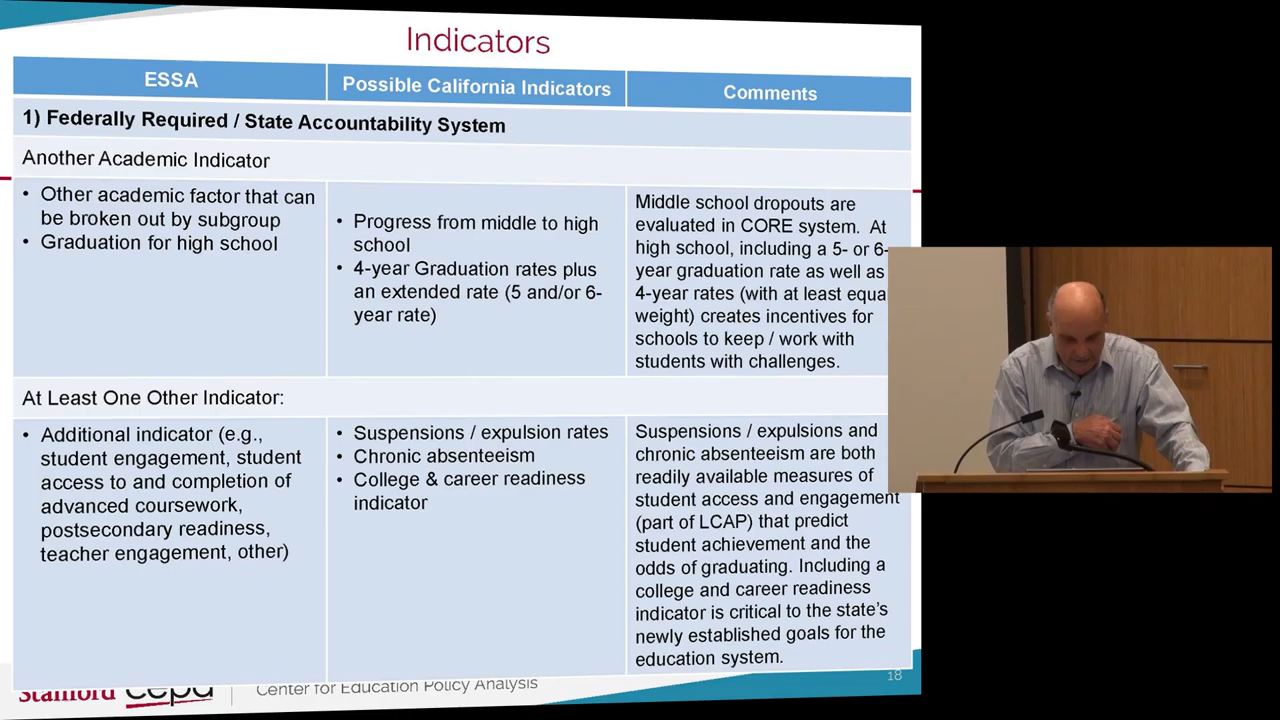 Indicators
ESSA
Possible California Indicators
Comments
1) Federally Required / State Accountability System
Another Academic Indicator
• Other academic factor that can
be broken out by subgroup
• Graduation for high school
• Progress from middle to high
school
• 4-year Graduation rates plus
an extended rate (5 and/or 6-
year rate)
Middle school dropouts are
evaluated in CORE system. At
high school, including a 5- or 6-
year graduation rate as well as
4-year rates (with at least equa
weight) creates incentives for
schools to keep / work with
students with challenges.
At Least One Other Indicator:
• Additional indicator (e.g.,
student engagement, student
access to and completion of
advanced coursework,
postsecondary readiness,
teacher engagement, other)
• Suspensions / expulsion rates
• Chronic absenteeism
• College & career readiness
indicator
Suspensions / expulsions and
chronic absenteeism are both
readily available measures of
student access and engagement
(part of LCAP) that predict
student achievement and the
odds of graduating. Including a
college and career readiness
indicator is critical to the state's
newly established goals for the
education system.
Stanford cepa
Center for Education Policy Analysis
18